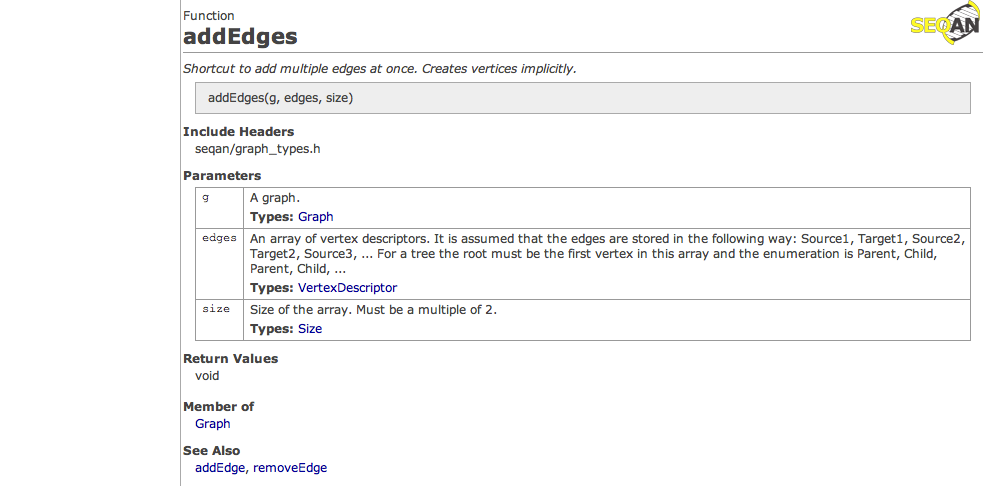 Function
SEQAN
addEdges
Shortcut to add multiple edges at once. Creates vertices implicitly.
addEdges(g, edges, size)
Include Headers
seqan/graph_types.h
Parameters
g
A graph.
Types: Graph
edges
An array of vertex descriptors. It is assumed that the edges are stored in the following way: Source1, Target1, Source2,
Target2, Source3, ... For a tree the root must be the first vertex in this array and the enumeration is Parent, Child,
Parent, Child, ...
Types: VertexDescriptor
size
Size of the array. Must be a multiple of 2.
Types: Size
Return Values
void
Member of
Graph
See Also
addEdge, removeEdge